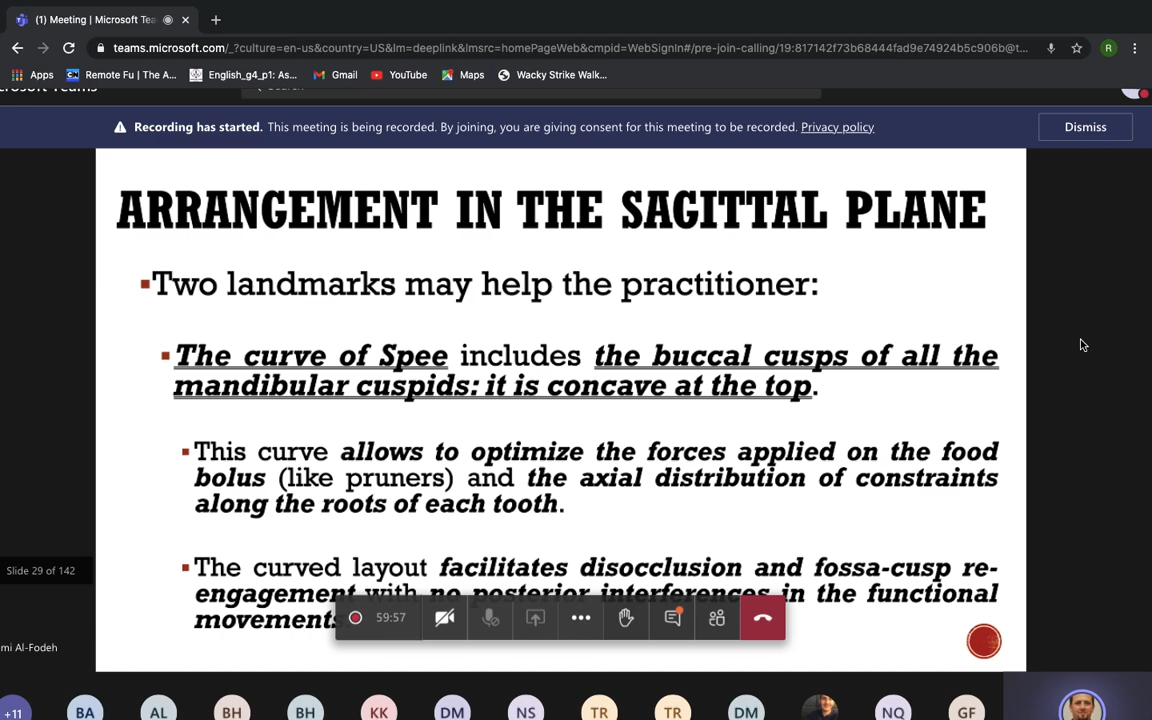 (1) Meeting | Microsoft Tea
teams.microsoft.com/_?culture=en-us&country=US&lm=deeplink&lmsrc=homePageWeb&cmpid=WebSignIn#/pre-join-calling/19:817142f73b68444fad9e74924b5c906b@t...
R
Apps
Remote Fu | The A...
English_g4_p1: As...
Gmail
YouTube
Maps
Wacky Strike Walk...
Recording has started. This meeting is being recorded. By joining, you are giving consent for this meeting to be recorded. Privacy policy
Dismiss
ARRANGEMENT IN THE SAGITTAL PLANE
Two landmarks may help the practitioner:
The curve of Spee includes the buccal cusps of all the
mandibular cuspids: it is concave at the top.
This curve allows to optimize the forces applied on the food
bolus (like pruners) and the axial distribution of constraints
along the roots of each tooth.
The curved layout facilitates disocclusion and fossa-cusp re-
engagement with no posterior interferences in the functional
movements
Slide 29 of 142
59:57
mi Al-Fodeh
+11
BA
AL
BH
BH
KK
DM
NS
TR
TR
DM
NQ
GF